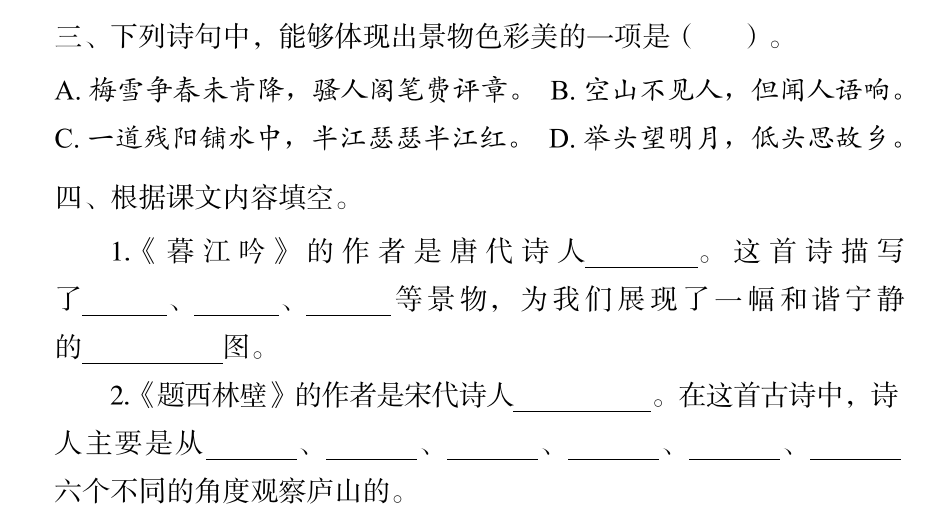 三、下列诗句中，能够体现出景物色彩美的一项是（　　）。
A. 梅雪争春未肯降，骚人阁笔费评章。 B. 空山不见人，但闻人语响。
C. 一道残阳铺水中，半江瑟瑟半江红。 D. 举头望明月，低头思故乡。
四、根据课文内容填空。
1.《暮江吟》的作者是唐代诗人________。这首诗描写
了______、______、______等景物，为我们展现了一幅和谐宁静
的__________图。
2.《题西林壁》的作者是宋代诗人__________。在这首古诗中，诗
人主要是从______、______、______、______、______、______
六个不同的角度观察庐山的。